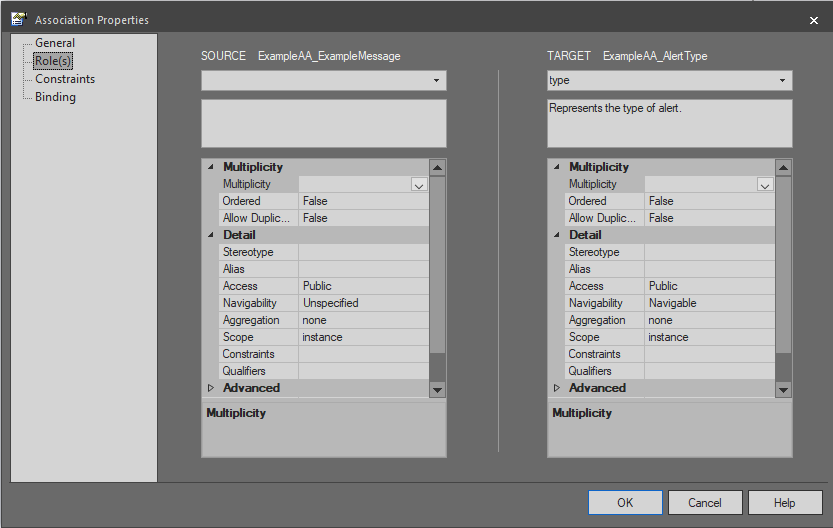 Association Properties
General
Role(s)
Constraints
Binding
SOURCE ExampleAA_ExampleMessage
Multiplicity
Multiplicity
Ordered False
Allow Duplic... False
Detail
Stereotype
Alias
Access Public
Navigability Unspecified
Aggregation none
Scope instance
Constraints
Qualifiers
Advanced
Multiplicity
TARGET ExampleAA_AlertType
type
Represents the type of alert.
Multiplicity
Multiplicity
Ordered False
Allow Duplic... False
Detail
Stereotype
Alias
Access Public
Navigability Navigable
Aggregation none
Scope instance
Constraints
Qualifiers
Advanced
Multiplicity
OK Cancel Help